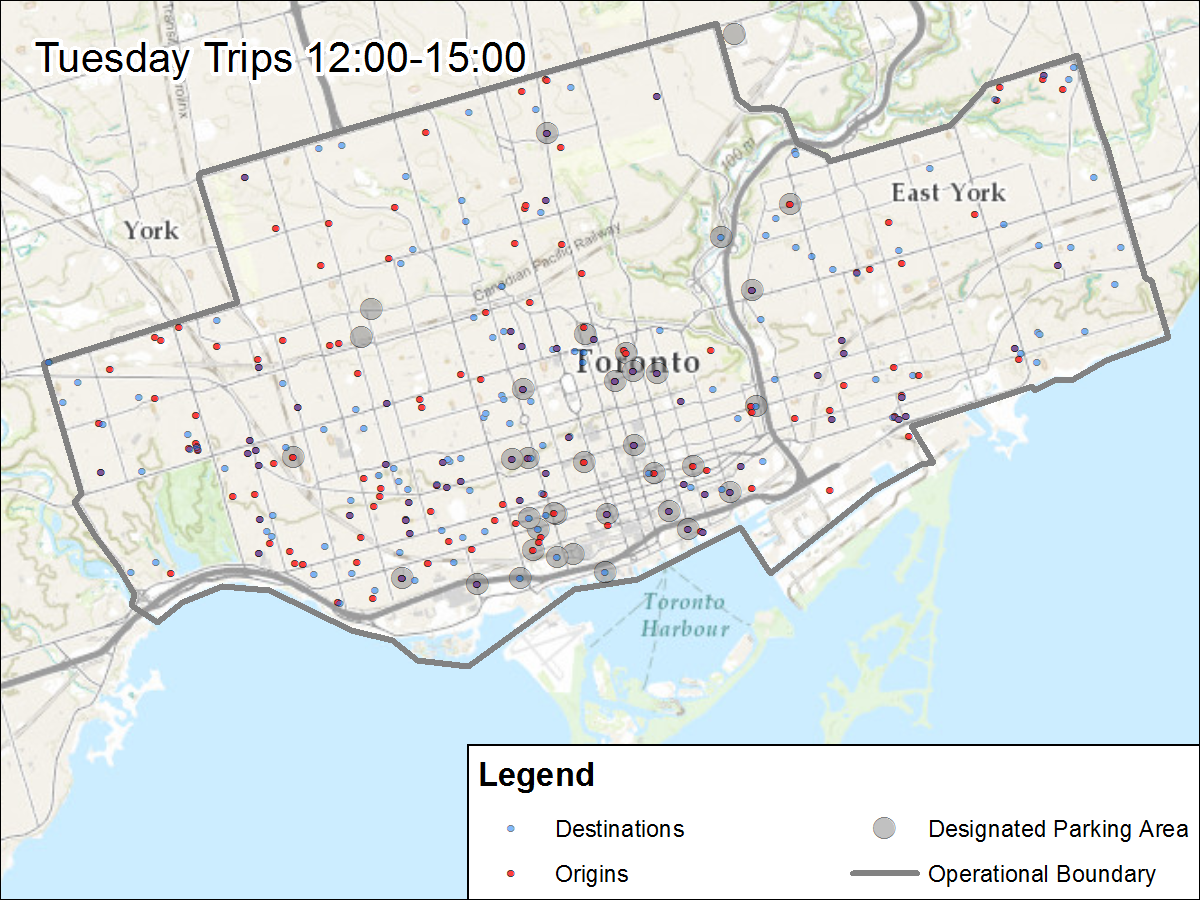 Tuesday Trips 12:00-15:00
100 m
East York
York
Canadian Pacific Railway
Toronto
Toronto
Harbour
Legend
Destinations
Designated Parking Area
Origins
Operational Boundary